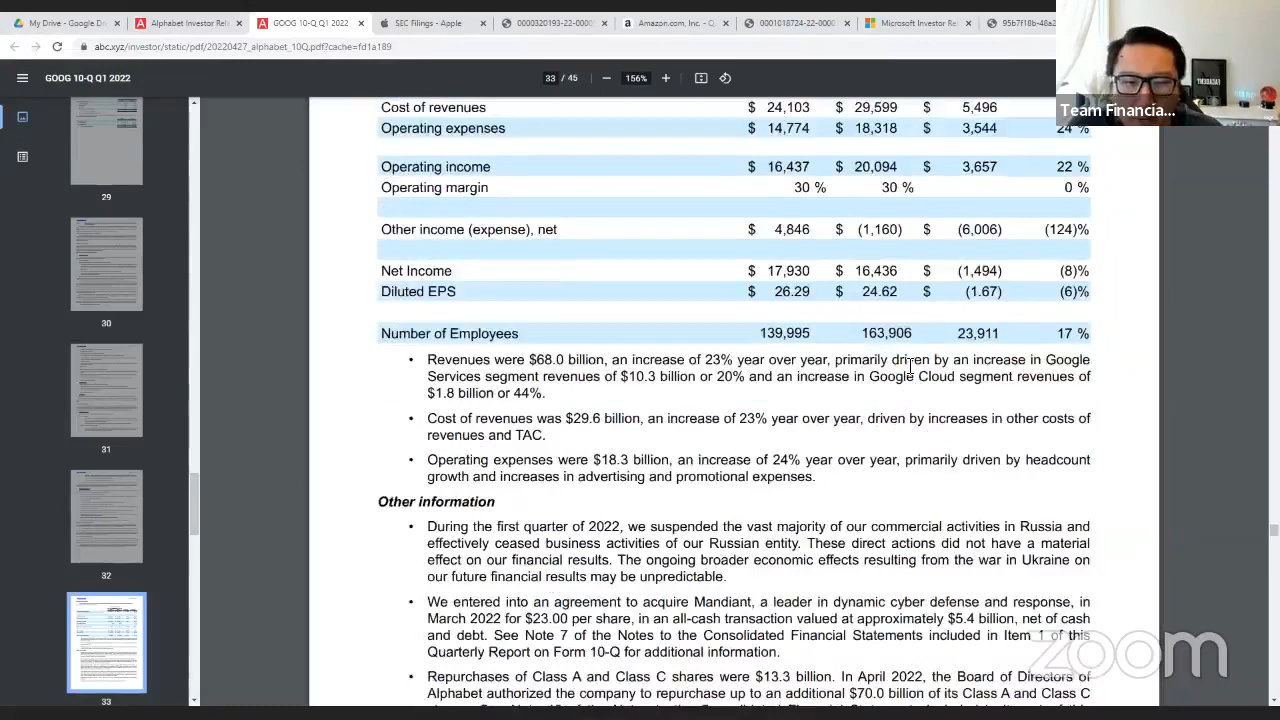 My Drive - Google Dr
Alphabet Investor Rel
GOOG 10-Q Q1 2022
SEC Filings - Apple
0000320193-22-000
Amazon.com, Inc. - Q
0001018724-22-0000
Microsoft Investor Re
95b7f18b-48a2
abc.xyz/investor/static/pdf/20220427_alphabet_10Q.pdf?cache=fd1a189
GOOG 10-Q Q1 2022
33 / 45
156%
Team Financia...
Cost of revenues $ 24,103 $ 29,599 $ 5,496
Operating expenses $ 14,774 $ 18,318 $ 3,544 24 %
Operating income $ 16,437 $ 20,094 $ 3,657 22 %
Operating margin 30 % 30 % 0 %
Other income (expense), net $ 4,846 $ (1,160) $ (6,006) (124)%
Net Income $ 17,930 $ 16,436 $ (1,494) (8)%
Diluted EPS $ 26.29 $ 24.62 $ (1.67) (6)%
Number of Employees 139,995 163,906 23,911 17 %
• Revenues were $68.0 billion, an increase of 23% year over year, primarily driven by an increase in Google
Services segment revenues of $10.3 billion or 20% and an increase in Google Cloud segment revenues of
$1.8 billion or 44%.
• Cost of revenues was $29.6 billion, an increase of 23% year over year, driven by increases in other costs of
revenues and TAC.
• Operating expenses were $18.3 billion, an increase of 24% year over year, primarily driven by headcount
growth and increases in advertising and promotional expenses.
Other information
• During the first quarter of 2022, we suspended the vast majority of our commercial activities in Russia and
effectively ceased business activities of our Russian entity. These direct actions did not have a material
effect on our financial results. The ongoing broader economic effects resulting from the war in Ukraine on
our future financial results may be unpredictable.
• We entered into an agreement to acquire Mandiant, a leader in dynamic cyber defense and response, in
March 2022 for $23.00 per share, in an all-cash transaction valued at approximately $5.4 billion, net of cash
and debt. See Note 7 of the Notes to the Consolidated Financial Statements included in Item 1 of this
Quarterly Report on Form 10-Q for additional information.
• Repurchases of Class A and Class C shares were $13.3 billion. In April 2022, the Board of Directors of
Alphabet authorized the company to repurchase up to an additional $70.0 billion of its Class A and Class C
29
30
31
32
33
zoom